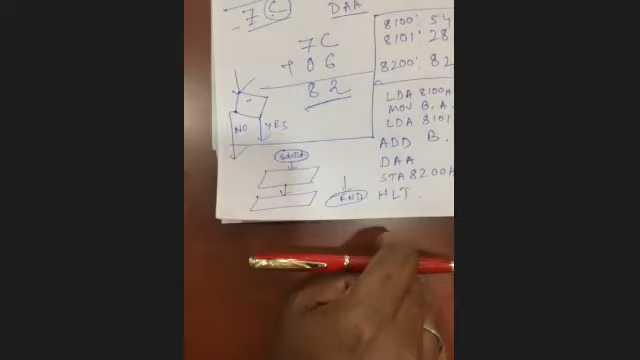 - 7 C
DAA
7C
+ 06
82
NO YES
END
8100: 54
8101: 28
8200: 82
LDA 8100H
MOV B, A.
LDA 8101
ADD B.
DAA
STA 8200H
HLT.